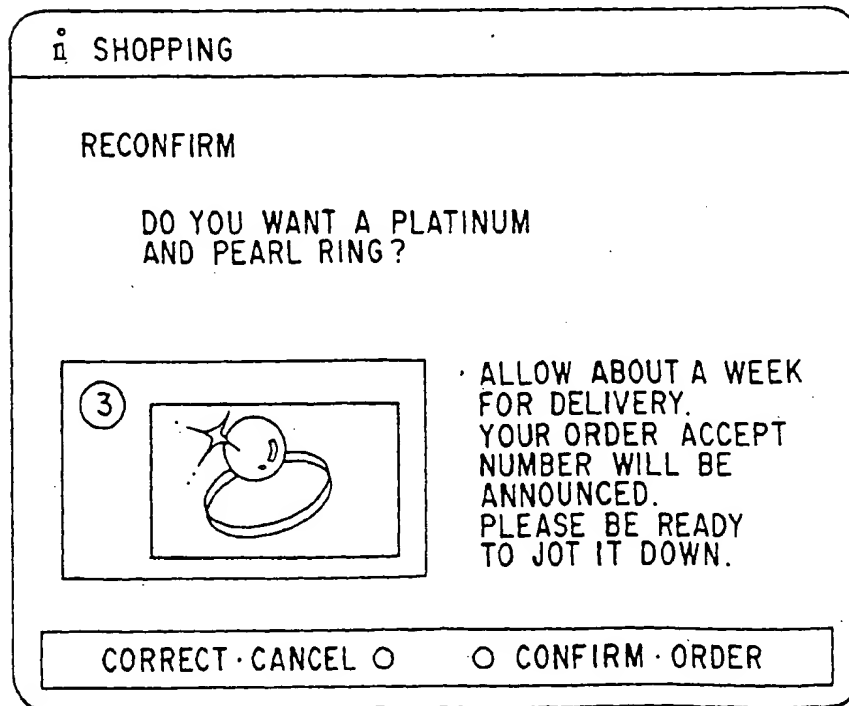 i SHOPPING
RECONFIRM
DO YOU WANT A PLATINUM
AND PEARL RING?
3
ALLOW ABOUT A WEEK
FOR DELIVERY.
YOUR ORDER ACCEPT
NUMBER WILL BE
ANNOUNCED.
PLEASE BE READY
TO JOT IT DOWN.
CORRECT·CANCEL O O CONFIRM·ORDER